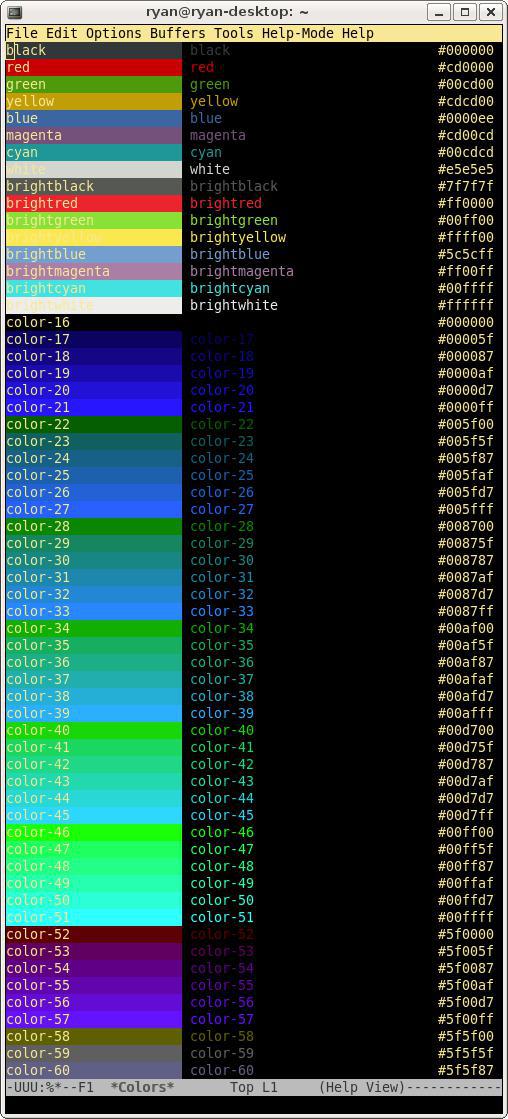 ryan@ryan-desktop: ~
File Edit Options Buffers Tools Help-Mode Help
black black #000000
red red #cd0000
green green #00cd00
yellow yellow #cdcd00
blue blue #0000ee
magenta magenta #cd00cd
cyan cyan #00cdcd
white white #e5e5e5
brightblack brightblack #7f7f7f
brightred brightred #ff0000
brightgreen brightgreen #00ff00
brightyellow brightyellow #ffff00
brightblue brightblue #5c5cff
brightmagenta brightmagenta #ff00ff
brightcyan brightcyan #00ffff
brightwhite brightwhite #ffffff
color-16 #000000
color-17 color-17 #00005f
color-18 color-18 #000087
color-19 color-19 #0000af
color-20 color-20 #0000d7
color-21 color-21 #0000ff
color-22 color-22 #005f00
color-23 color-23 #005f5f
color-24 color-24 #005f87
color-25 color-25 #005faf
color-26 color-26 #005fd7
color-27 color-27 #005fff
color-28 color-28 #008700
color-29 color-29 #00875f
color-30 color-30 #008787
color-31 color-31 #0087af
color-32 color-32 #0087d7
color-33 color-33 #0087ff
color-34 color-34 #00af00
color-35 color-35 #00af5f
color-36 color-36 #00af87
color-37 color-37 #00afaf
color-38 color-38 #00afd7
color-39 color-39 #00afff
color-40 color-40 #00d700
color-41 color-41 #00d75f
color-42 color-42 #00d787
color-43 color-43 #00d7af
color-44 color-44 #00d7d7
color-45 color-45 #00d7ff
color-46 color-46 #00ff00
color-47 color-47 #00ff5f
color-48 color-48 #00ff87
color-49 color-49 #00ffaf
color-50 color-50 #00ffd7
color-51 color-51 #00ffff
color-52 color-52 #5f0000
color-53 color-53 #5f005f
color-54 color-54 #5f0087
color-55 color-55 #5f00af
color-56 color-56 #5f00d7
color-57 color-57 #5f00ff
color-58 color-58 #5f5f00
color-59 color-59 #5f5f5f
color-60 color-60 #5f5f87
-UUU:%*--F1 *Colors* Top L1 (Help View)------------